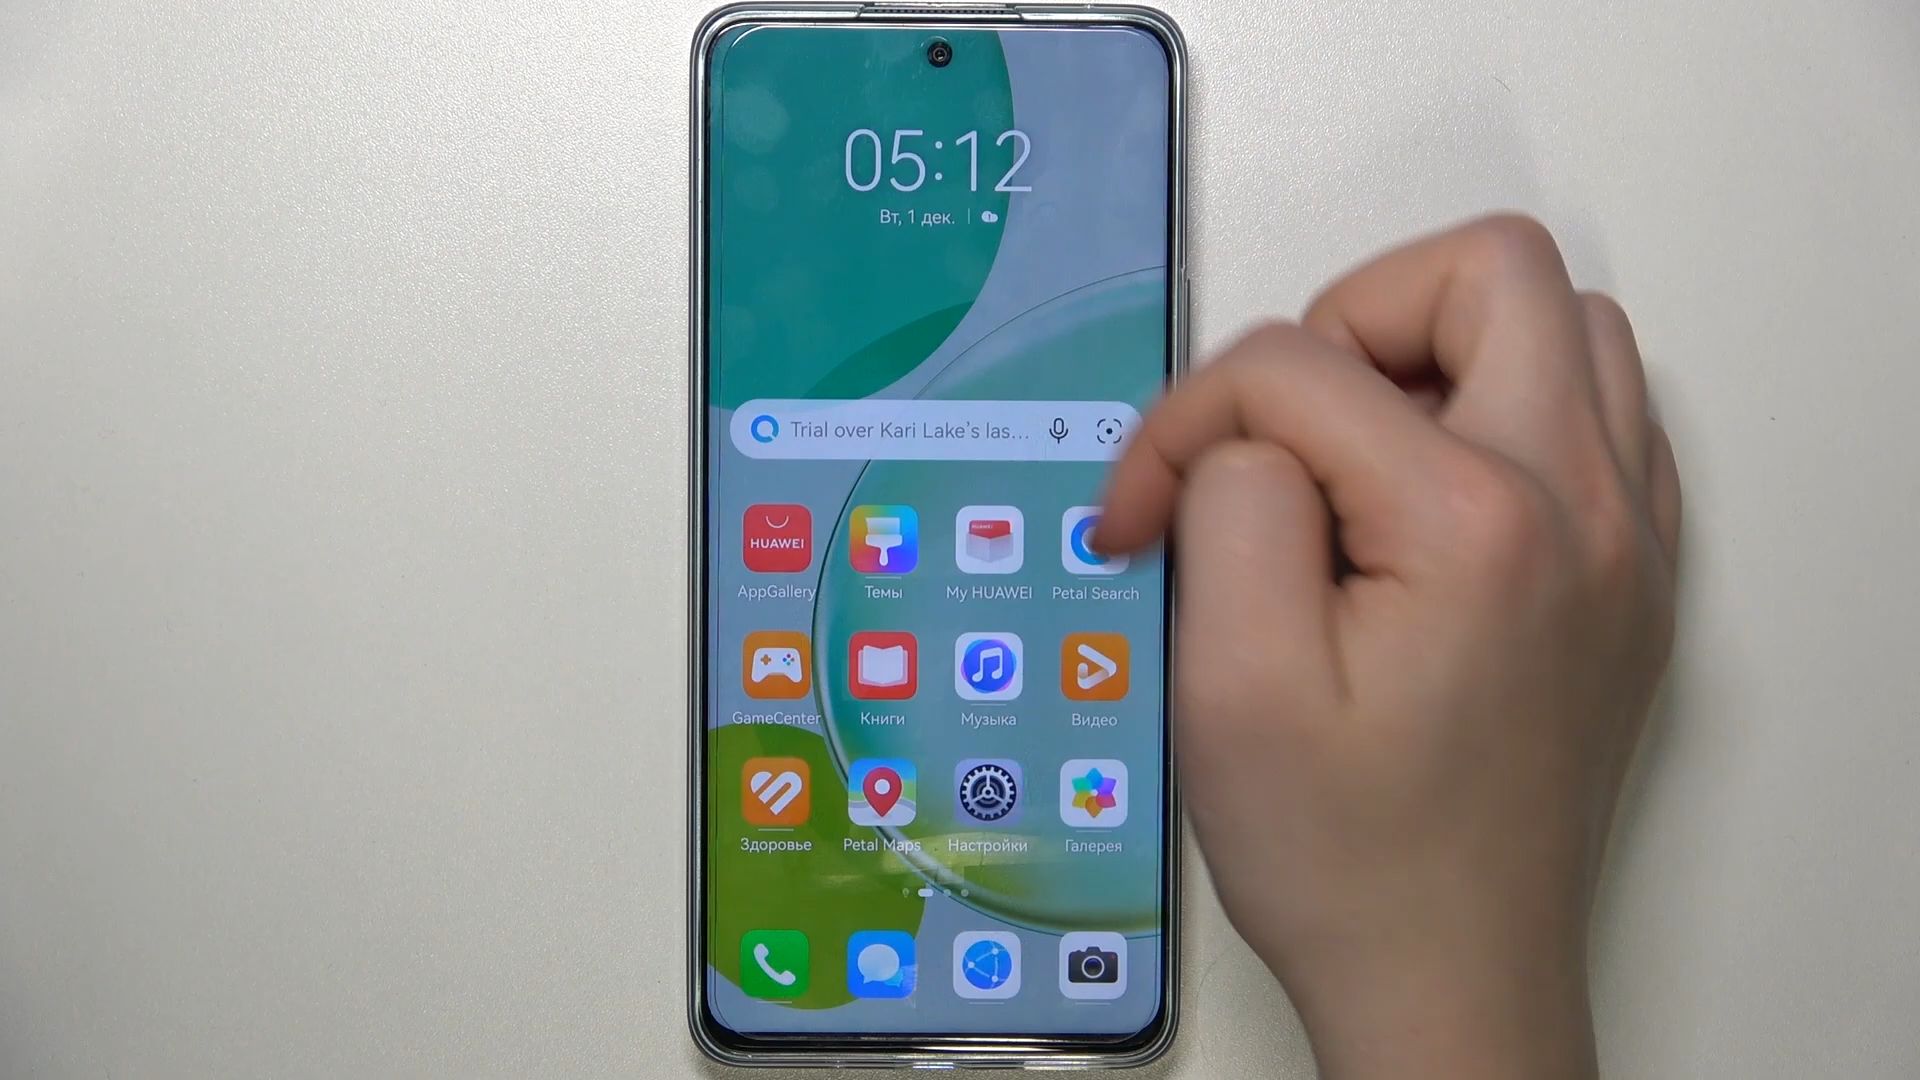 05:12
Вт, 1 дек.
Trial over Kari Lake's las...
HUAWEI
HUAWEI
AppGallery Темы My HUAWEI Petal Search
GameCenter Книги Музыка Видео
Здоровье Petal Maps Настройки Галерея